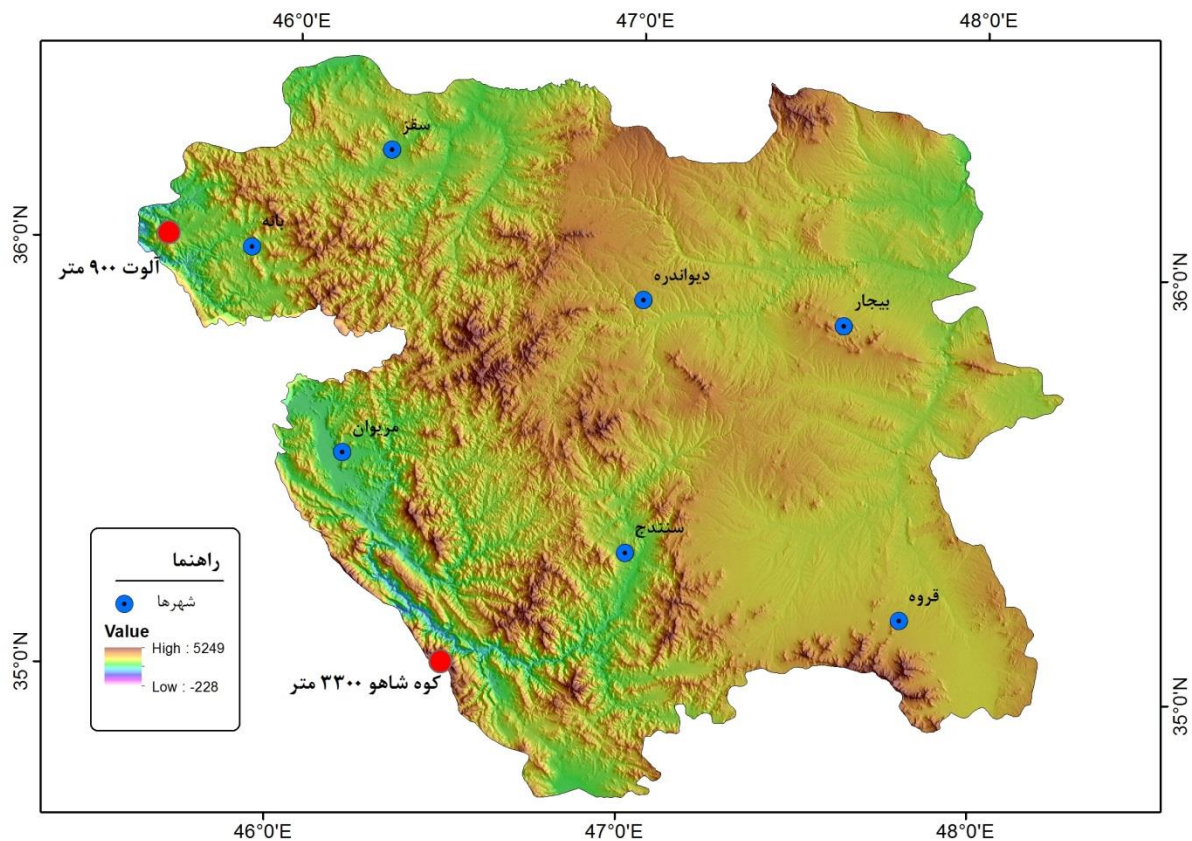 46°0'E 47°0'E 48°0'E
سقز
36°0'N
بانه
آلوت ۹۰۰ متر
دیواندره
بیجار
36°0'N
مریوان
سنندج
قروه
راهنما
شهرها
Value
High : 5249
Low : -228
35°0'N
کوه شاهو ۳۳۰۰ متر
35°0'N
46°0'E 47°0'E 48°0'E